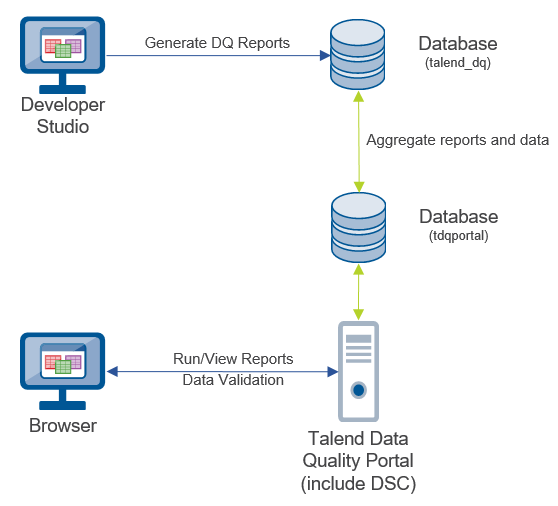 Generate DQ Reports
Developer
Studio
Database
(talend_dq)
Aggregate reports and data
Database
(tdqportal)
Run/View Reports
Data Validation
Browser
Talend Data
Quality Portal
(include DSC)